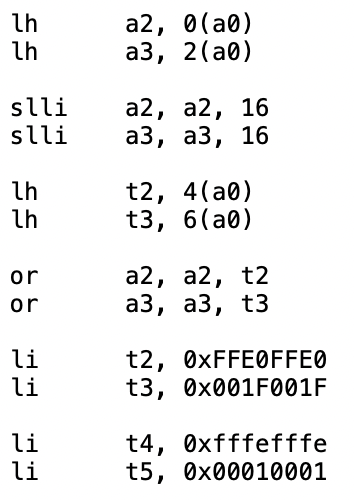 lh      a2, 0(a0)
lh      a3, 2(a0)
slli    a2, a2, 16
slli    a3, a3, 16
lh      t2, 4(a0)
lh      t3, 6(a0)
or      a2, a2, t2
or      a3, a3, t3
li      t2, 0xFFE0FFE0
li      t3, 0x001F001F
li      t4, 0xfffefffe
li      t5, 0x00010001